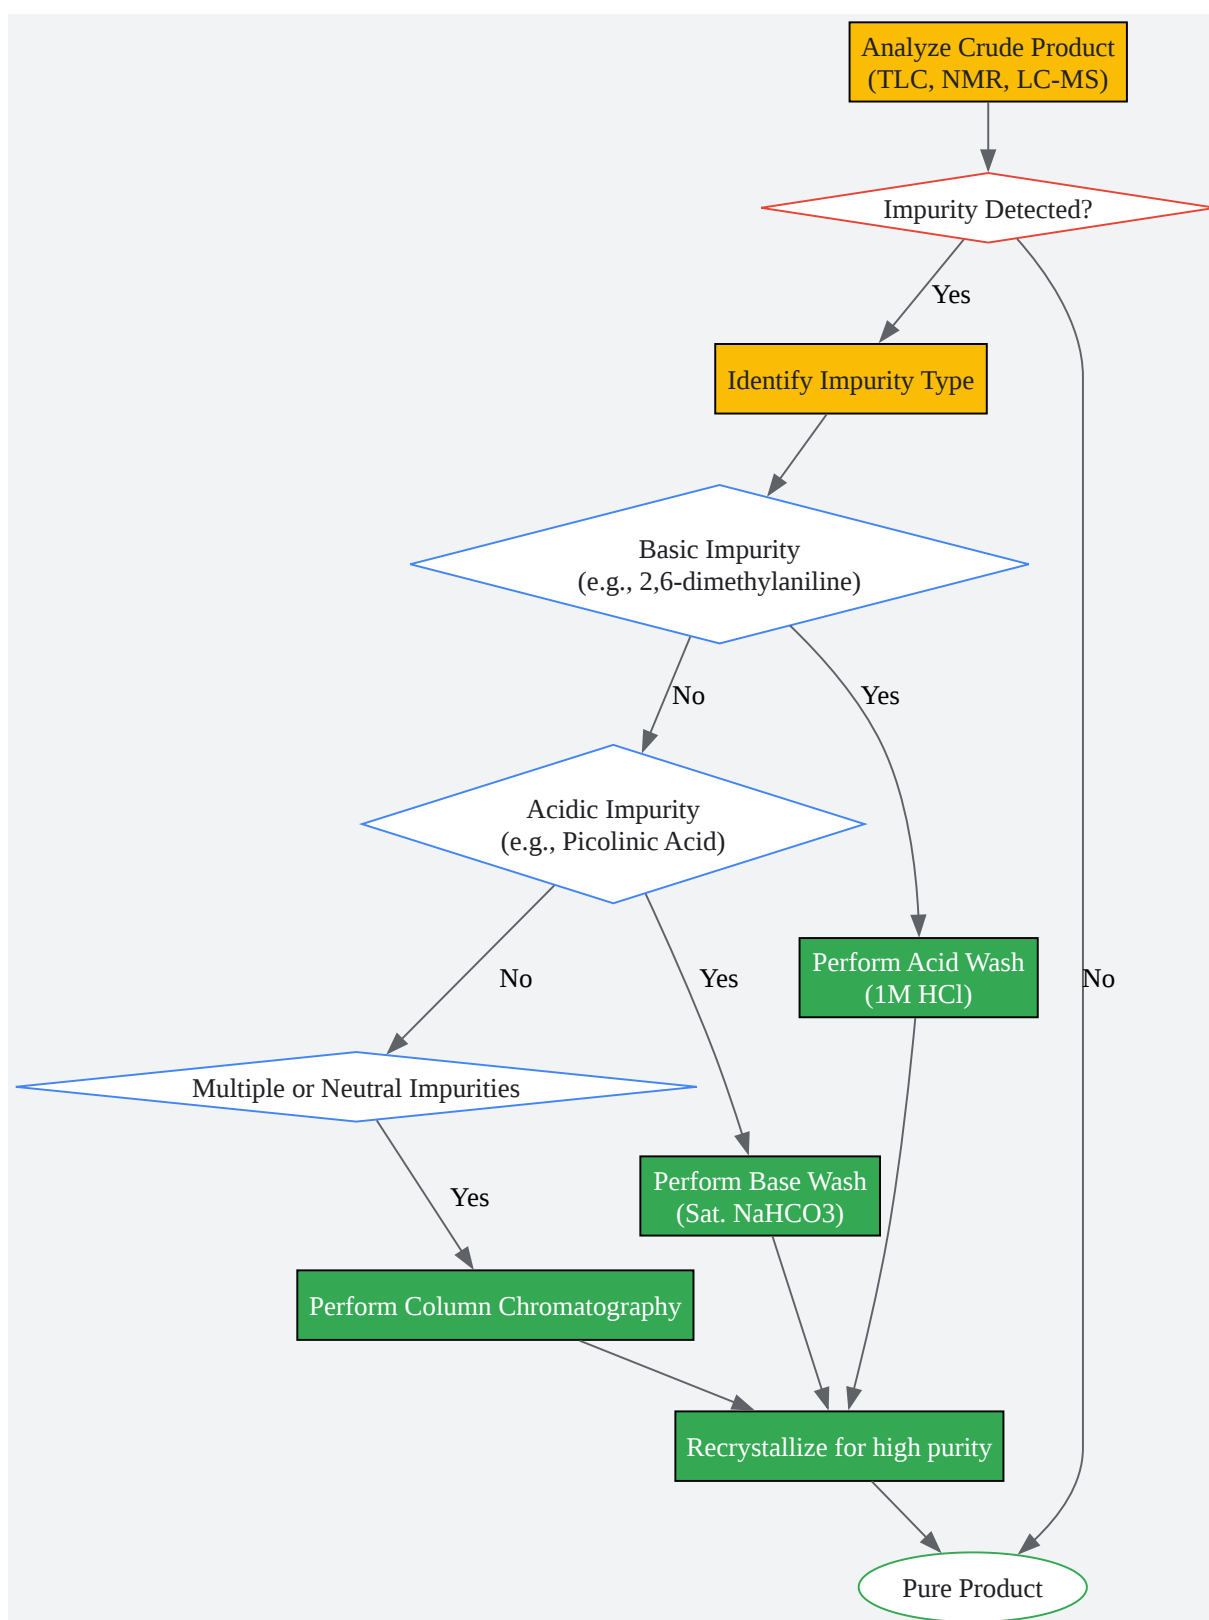 Analyze Crude Product
(TLC, NMR, LC-MS)
Impurity Detected?
Yes
Identify Impurity Type
Basic Impurity
(e.g., 2,6-dimethylaniline)
No
Yes
Acidic Impurity
(e.g., Picolinic Acid)
No
Yes
Perform Acid Wash
(1M HCl)
No
Multiple or Neutral Impurities
Yes
Perform Base Wash
(Sat. NaHCO3)
Perform Column Chromatography
Recrystallize for high purity
Pure Product